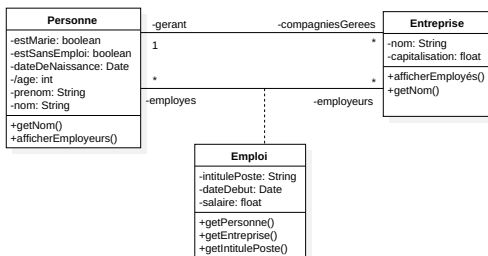 Personne
-estMarie: boolean
-estSansEmploi: boolean
-dateDeNaissance: Date
-/age: int
-prenom: String
-nom: String
+getNom()
+afficherEmployeurs()
-gerant
-compagniesGerees
1
*
*
*
-employes
-employeurs
Entreprise
-nom: String
-capitalisation: float
+afficherEmployés()
+getNom()
Emploi
-intitulePoste: String
-dateDebut: Date
-salaire: float
+getPersonne()
+getEntreprise()
+getIntitulePoste()